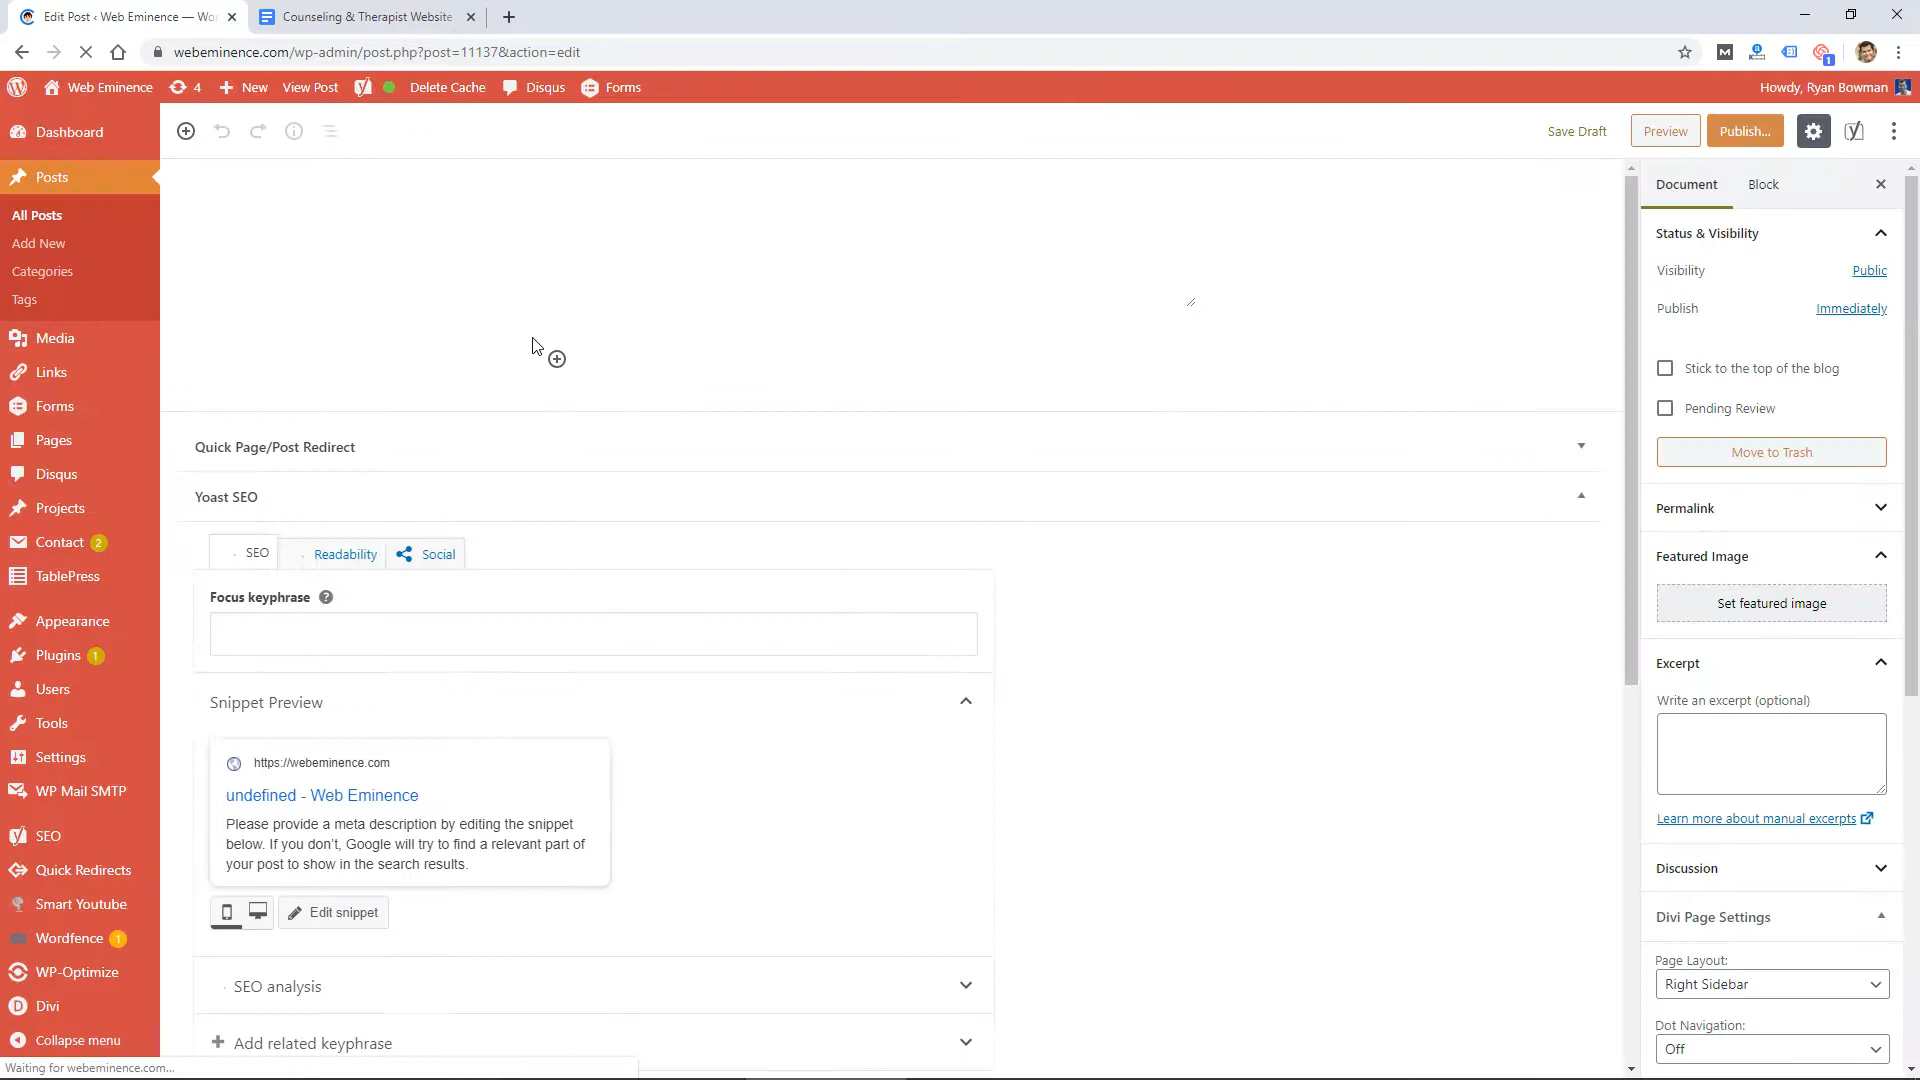 Edit Post ‹ Web Eminence — Wor
Counseling & Therapist Website
webeminence.com/wp-admin/post.php?post=11137&action=edit
1
Web Eminence
4
New
View Post
Delete Cache
Disqus
Forms
Howdy, Ryan Bowman
Dashboard
Posts
All Posts
Add New
Categories
Tags
Media
Links
Forms
Pages
Disqus
Projects
Contact 2
TablePress
Appearance
Plugins 1
Users
Tools
Settings
WP Mail SMTP
SEO
Quick Redirects
Smart Youtube
Wordfence 1
WP-Optimize
Divi
Collapse menu
Waiting for webeminence.com...
Save Draft
Preview
Publish...
Quick Page/Post Redirect
Yoast SEO
SEO
Readability
Social
Focus keyphrase
Snippet Preview
https://webeminence.com
undefined - Web Eminence
Please provide a meta description by editing the snippet
below. If you don't, Google will try to find a relevant part of
your post to show in the search results.
Edit snippet
SEO analysis
Add related keyphrase
Document
Block
Status & Visibility
Visibility
Public
Publish
Immediately
Stick to the top of the blog
Pending Review
Move to Trash
Permalink
Featured Image
Set featured image
Excerpt
Write an excerpt (optional)
Learn more about manual excerpts
Discussion
Divi Page Settings
Page Layout:
Right Sidebar
Dot Navigation:
Off